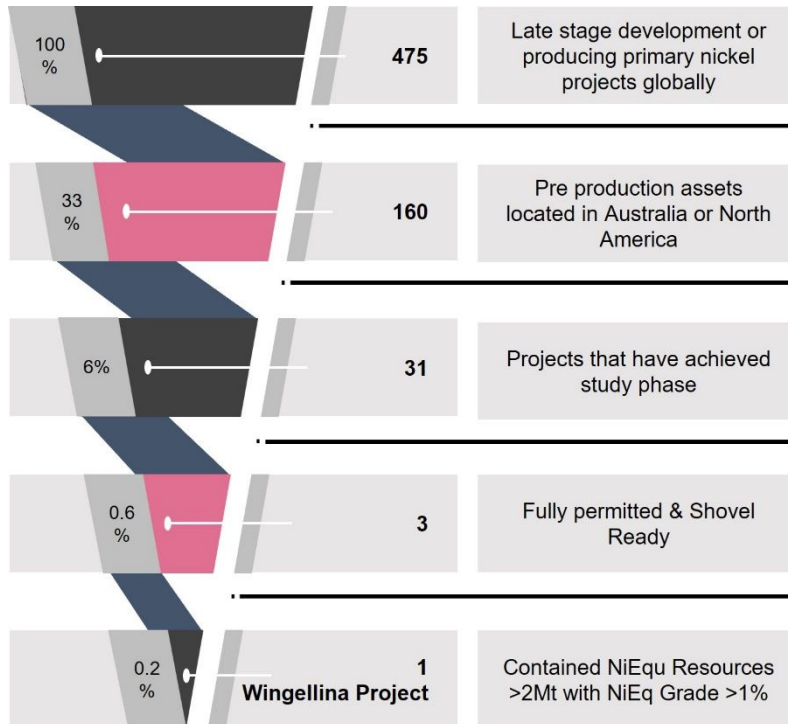 100
%
475
Late stage development or
producing primary nickel
projects globally
33
%
160
Pre production assets
located in Australia or North
America
6%
31
Projects that have achieved
study phase
0.6
%
3
Fully permitted & Shovel
Ready
0.2
%
1
Wingellina Project
Contained NiEqu Resources
>2Mt with NiEq Grade >1%